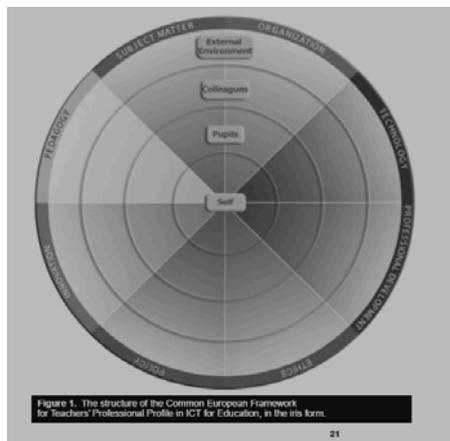 SUBJECT MATTER
ORGANIZATION
TECHNOLOGY
PROFESSIONAL DEVELOPMENT
ETHICS
POLICY
INNOVATION
PEDAGOGY
External
Environment
Colleagues
Pupils
Self
Figure 1. The structure of the Common European Framework
for Teachers' Professional Profile in ICT for Education, in the iris form.
21